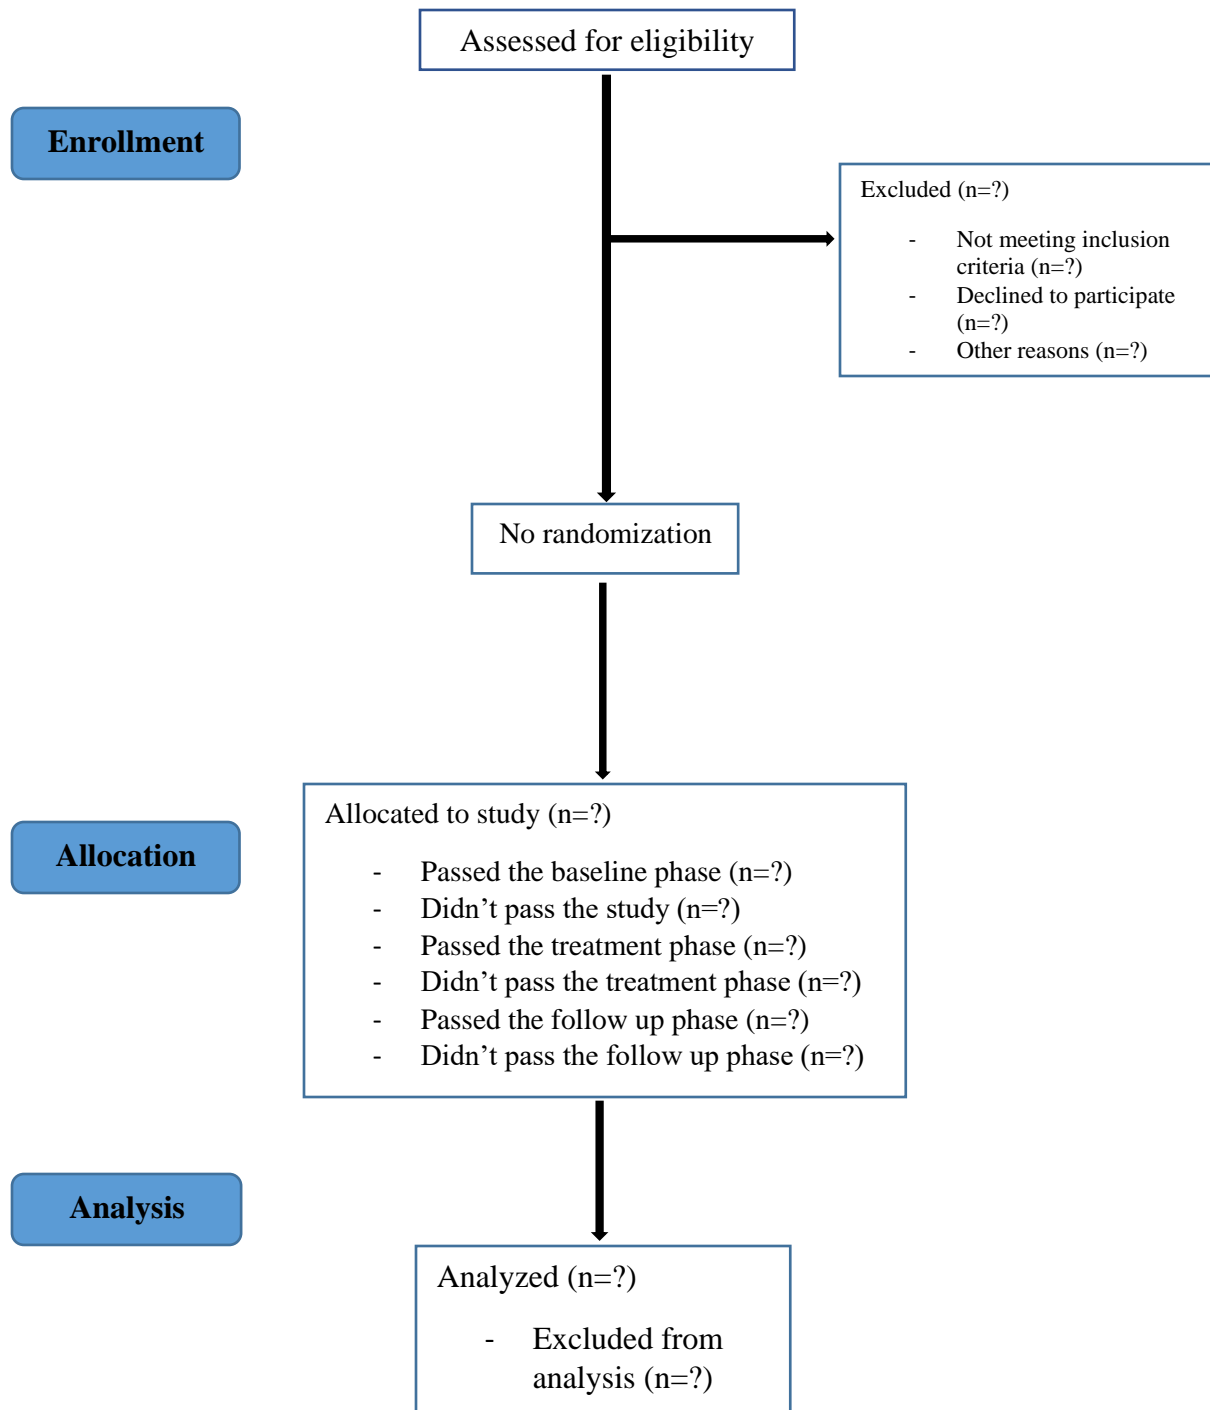 Assessed for eligibility
Enrollment
Excluded (n=?)
- Not meeting inclusion
criteria (n=?)
- Declined to participate
(n=?)
- Other reasons (n=?)
No randomization
Allocated to study (n=?)
Allocation
- Passed the baseline phase (n=?)
- Didn’t pass the study (n=?)
- Passed the treatment phase (n=?)
- Didn’t pass the treatment phase (n=?)
- Passed the follow up phase (n=?)
- Didn’t pass the follow up phase (n=?)
Analysis
Analyzed (n=?)
- Excluded from
analysis (n=?)